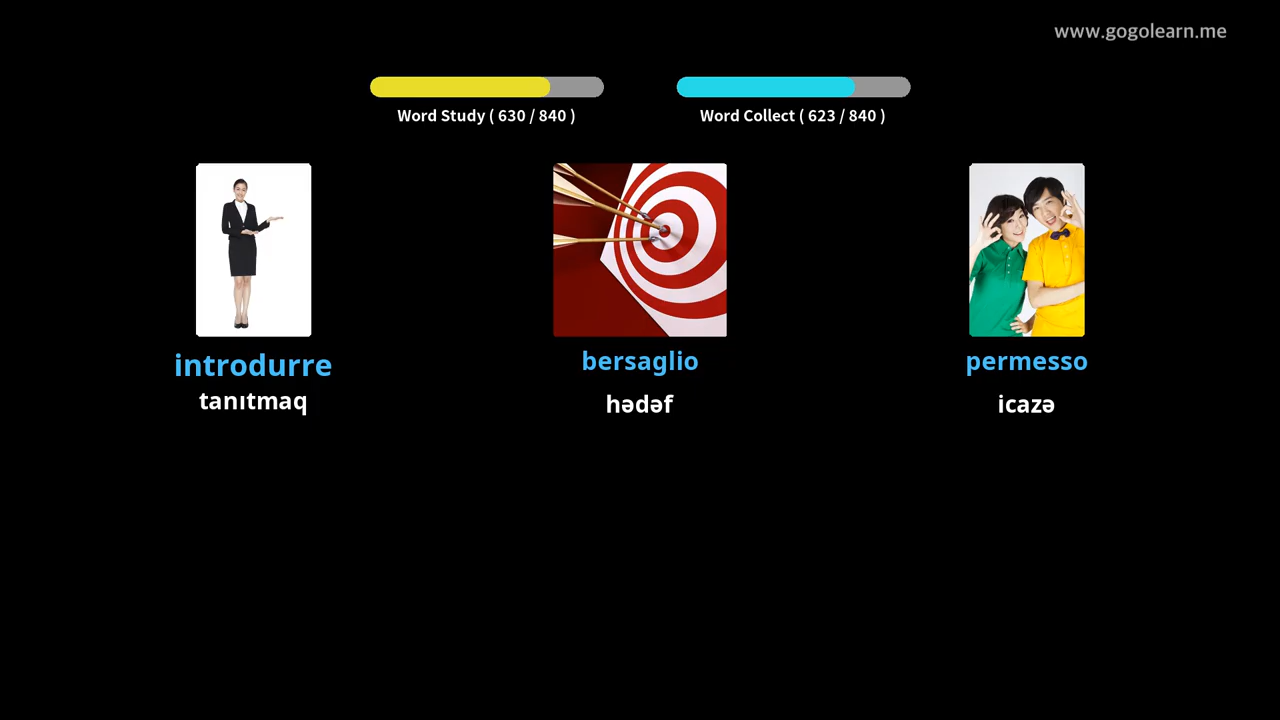 www.gogolearn.me
Word Study ( 630 / 840 )
Word Collect ( 623 / 840 )
introdurre
tanıtmaq
bersaglio
hədəf
permesso
icazə